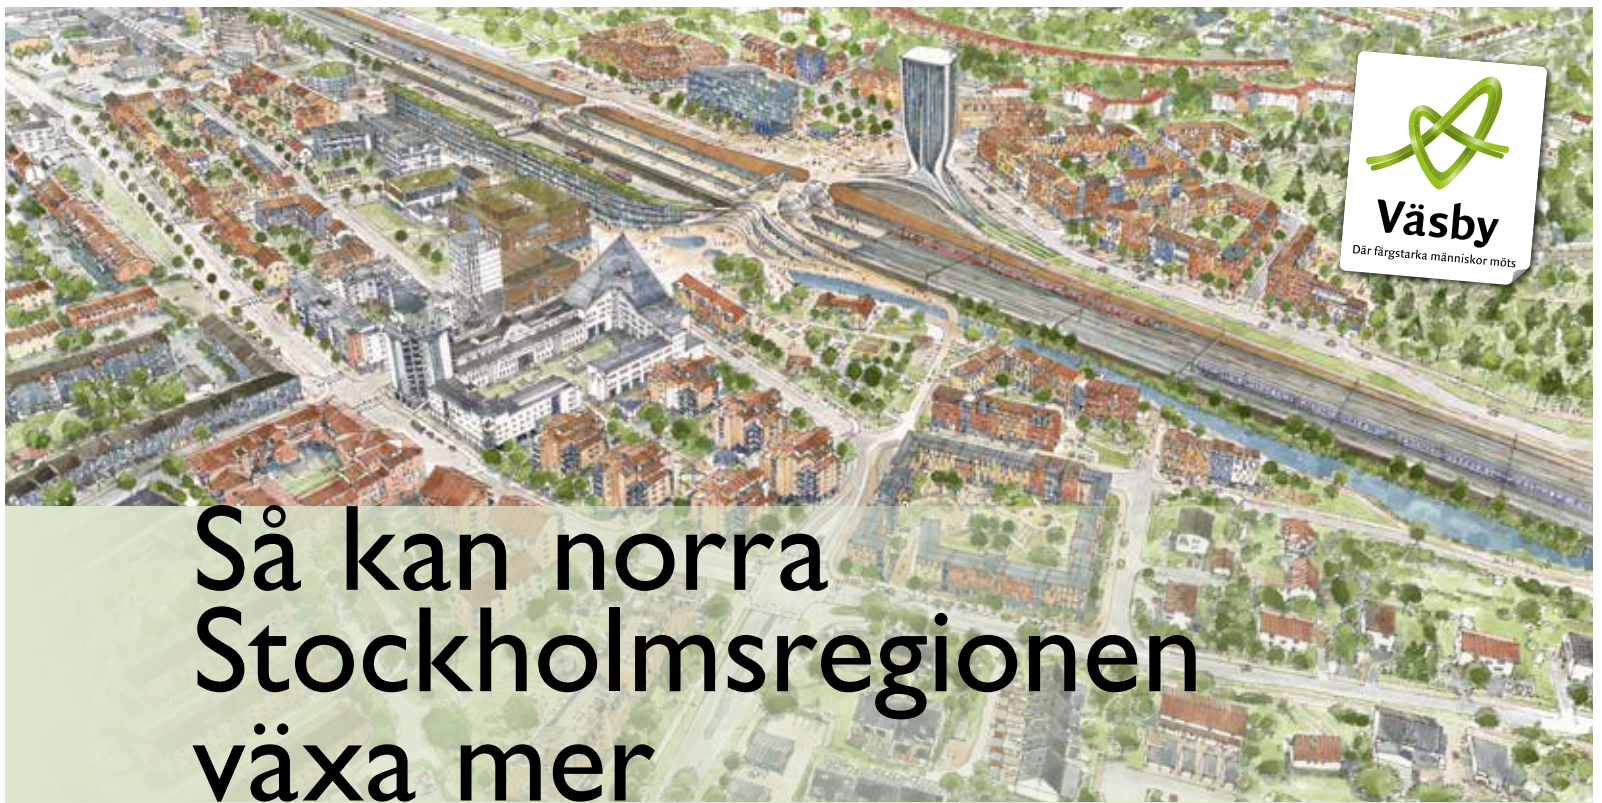 Väsby
Där färgstarka människor möts
Så kan norra
Stockholmsregionen
växa mer